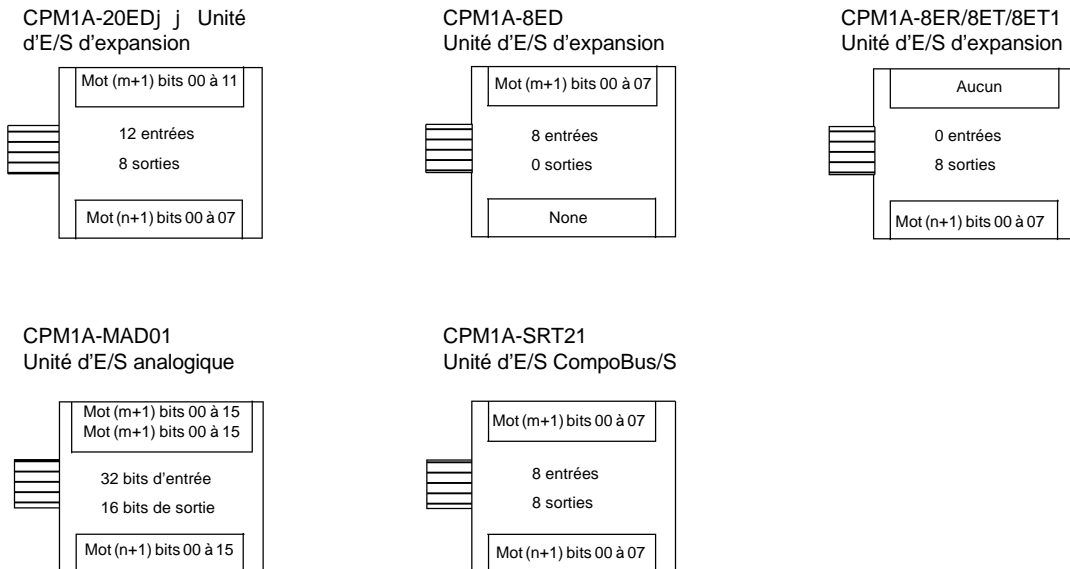 CPM1A-20EDj j Unité
d'E/S d'expansion
Mot (m+1) bits 00 à 11
12 entrées
8 sorties
Mot (n+1) bits 00 à 07
CPM1A-8ED
Unité d'E/S d'expansion
Mot (m+1) bits 00 à 07
8 entrées
0 sorties
None
CPM1A-8ER/8ET/8ET1
Unité d'E/S d'expansion
Aucun
0 entrées
8 sorties
Mot (n+1) bits 00 à 07
CPM1A-MAD01
Unité d'E/S analogique
Mot (m+1) bits 00 à 15
Mot (m+1) bits 00 à 15
32 bits d'entrée
16 bits de sortie
Mot (n+1) bits 00 à 15
CPM1A-SRT21
Unité d'E/S CompoBus/S
Mot (m+1) bits 00 à 07
8 entrées
8 sorties
Mot (n+1) bits 00 à 07